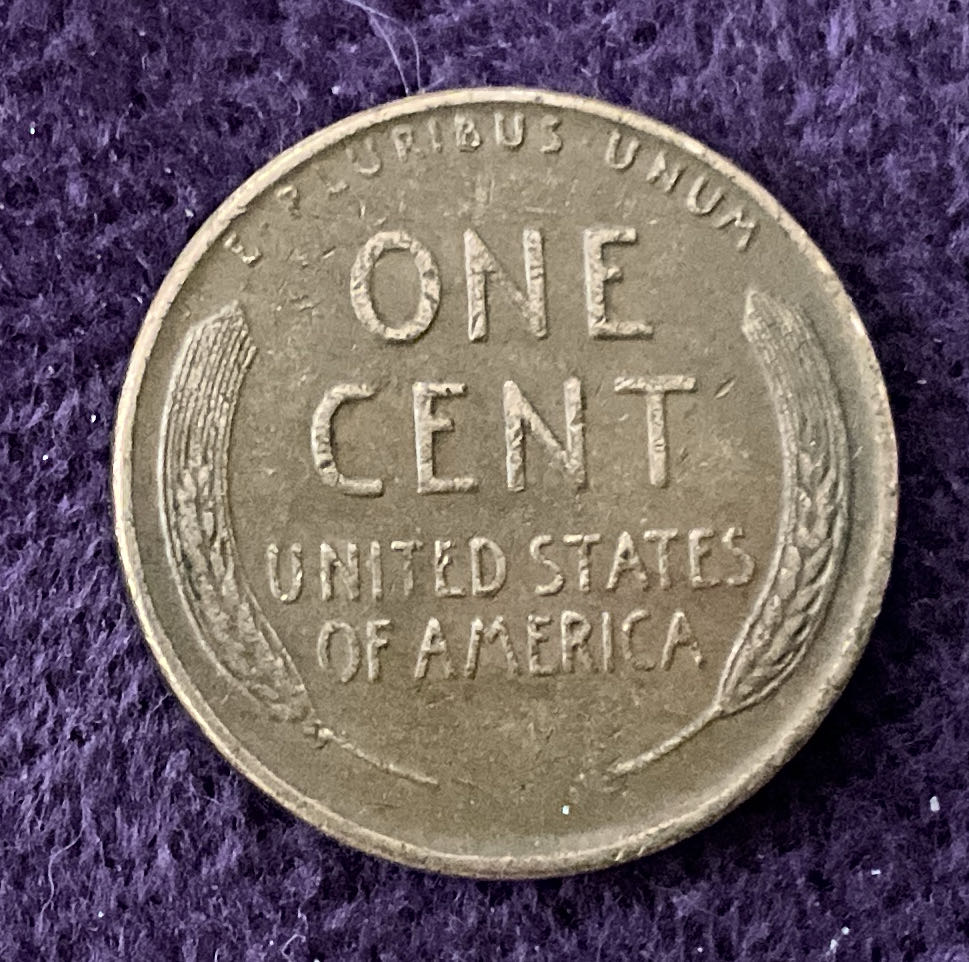 E PLURIBUS UNUM
ONE
CENT
UNITED STATES
OF AMERICA